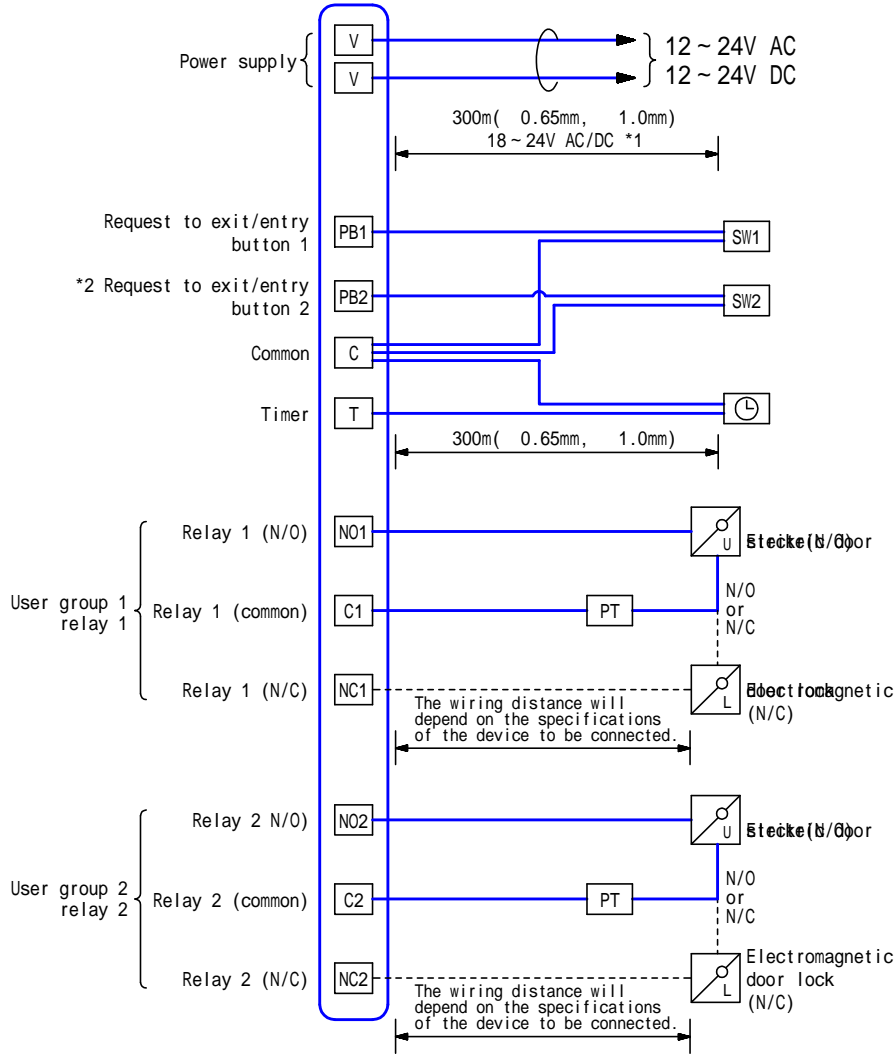 Power supply
V
V
12 ~ 24V AC
12 ~ 24V DC
300m( 0.65mm, 1.0mm)
18 ~ 24V AC/DC *1
Request to exit/entry
button 1
PB1
SW1
*2 Request to exit/entry
button 2
PB2
SW2
Common
C
Timer
T
300m( 0.65mm, 1.0mm)
User group 1
relay 1
Relay 1 (N/O)
NO1
U
Relay 1 (common)
C1
PT
N/O
or
N/C
Relay 1 (N/C)
NC1
L
(N/C)
The wiring distance will
depend on the specifications
of the device to be connected.
User group 2
relay 2
Relay 2 N/O)
NO2
U
Relay 2 (common)
C2
PT
N/O
or
N/C
Relay 2 (N/C)
NC2
L
Electromagnetic
door lock
(N/C)
The wiring distance will
depend on the specifications
of the device to be connected.